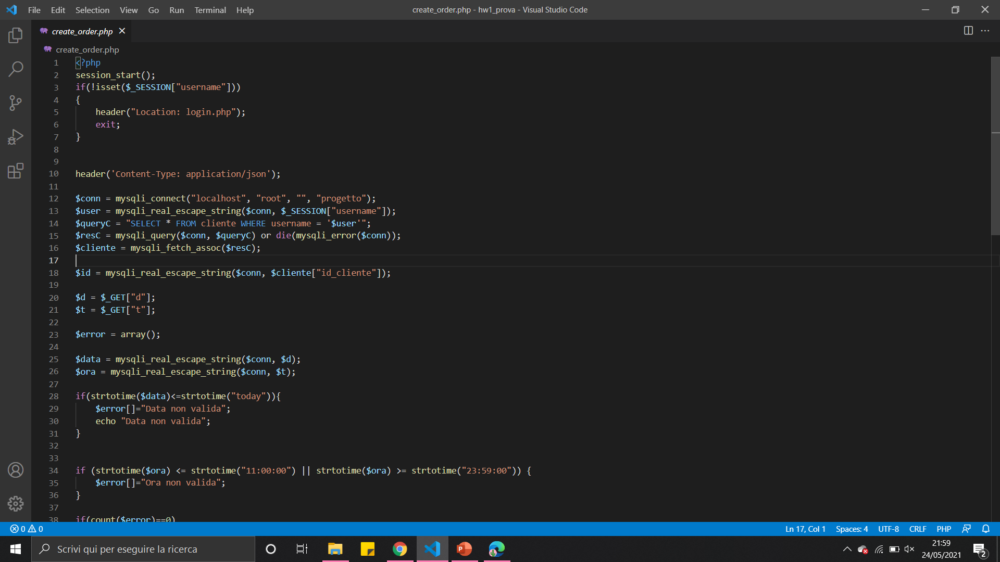 File Edit Selection View Go Run Terminal Help
create_order.php - hw1_prova - Visual Studio Code
create_order.php
create_order.php
1 <?php
2 session_start();
3 if(!isset($_SESSION["username"]))
4 {
5 header("Location: login.php");
6 exit;
7 }
8
9
10 header('Content-Type: application/json');
11
12 $conn = mysqli_connect("localhost", "root", "", "progetto");
13 $user = mysqli_real_escape_string($conn, $_SESSION["username"]);
14 $queryC = "SELECT * FROM cliente WHERE username = '$user'";
15 $resC = mysqli_query($conn, $queryC) or die(mysqli_error($conn));
16 $cliente = mysqli_fetch_assoc($resC);
17
18 $id = mysqli_real_escape_string($conn, $cliente["id_cliente"]);
19
20 $d = $_GET["d"];
21 $t = $_GET["t"];
22
23 $error = array();
24
25 $data = mysqli_real_escape_string($conn, $d);
26 $ora = mysqli_real_escape_string($conn, $t);
27
28 if(strtotime($data)<=strtotime("today")){
29 $error[]="Data non valida";
30 echo "Data non valida";
31 }
32
33
34 if (strtotime($ora) <= strtotime("11:00:00") || strtotime($ora) >= strtotime("23:59:00")) {
35 $error[]="Ora non valida";
36 }
37
38 if(count($error)==0)
0 0
Ln 17, Col 1 Spaces: 4 UTF-8 CRLF PHP
Scrivi qui per eseguire la ricerca
21:59
24/05/2021
2